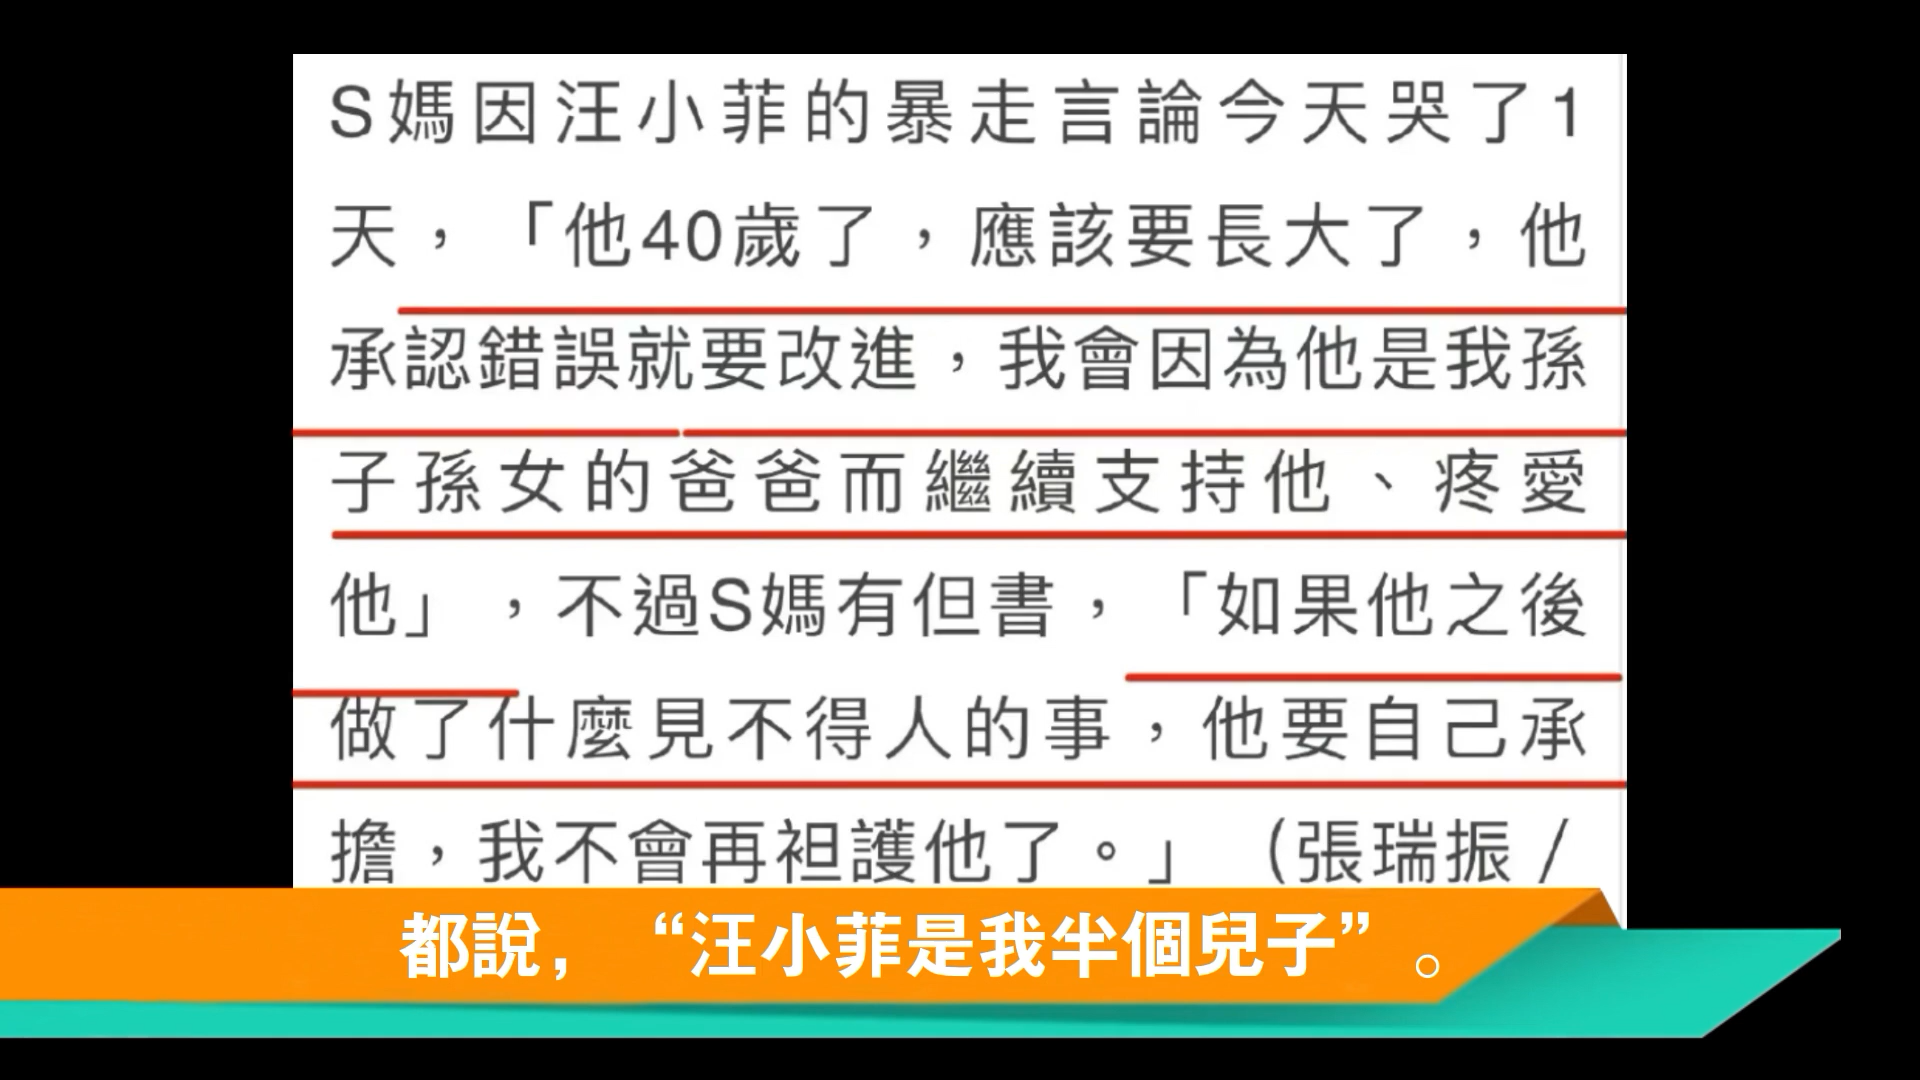 S媽因汪小菲的暴走言論今天哭了1
天，「他40歲了，應該要長大了，他
承認錯誤就要改進，我會因為他是我孫
子孫女的爸爸而繼續支持他、疼愛
他」，不過S媽有但書，「如果他之後
做了什麼見不得人的事，他要自己承
擔，我不會再袒護他了。」（張瑞振／
都說，“汪小菲是我半個兒子”。